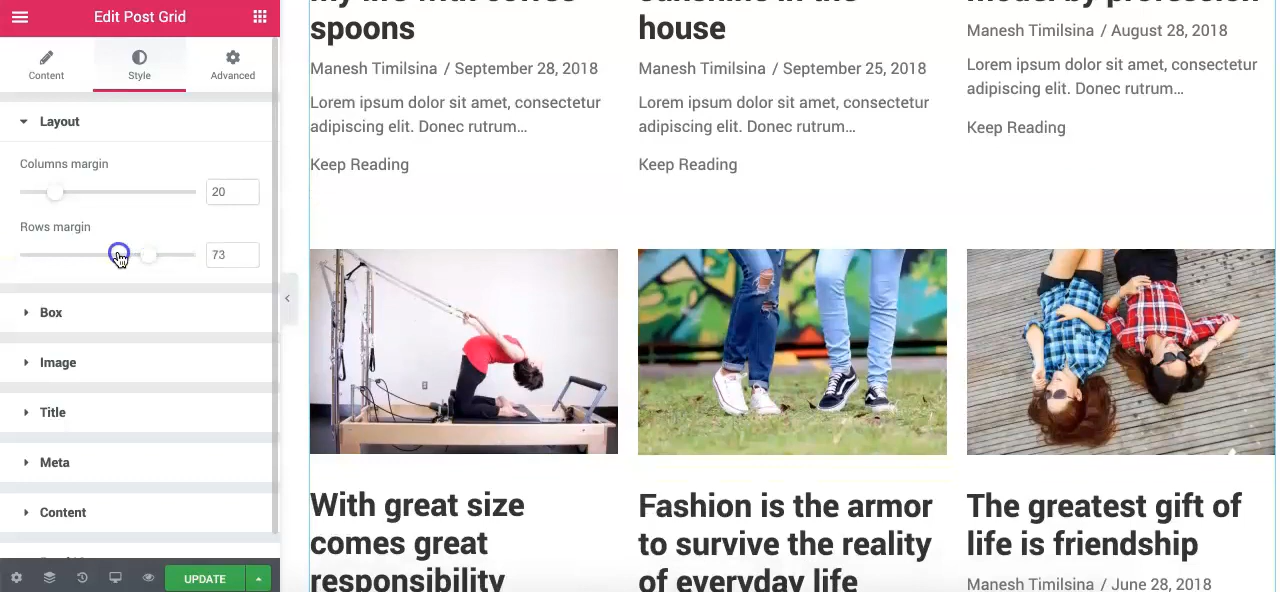 Edit Post Grid
Content
Style
Advanced
Layout
Columns margin
20
Rows margin
73
Box
Image
Title
Meta
Content
UPDATE
spoons
Manesh Timilsina / September 28, 2018
Lorem ipsum dolor sit amet, consectetur
adipiscing elit. Donec rutrum...
Keep Reading
house
Manesh Timilsina / September 25, 2018
Lorem ipsum dolor sit amet, consectetur
adipiscing elit. Donec rutrum...
Keep Reading
model by profession
Manesh Timilsina / August 28, 2018
Lorem ipsum dolor sit amet, consectetur
adipiscing elit. Donec rutrum...
Keep Reading
With great size
comes great
responsibility
Fashion is the armor
to survive the reality
of everyday life
The greatest gift of
life is friendship
Manesh Timilsina / June 28, 2018